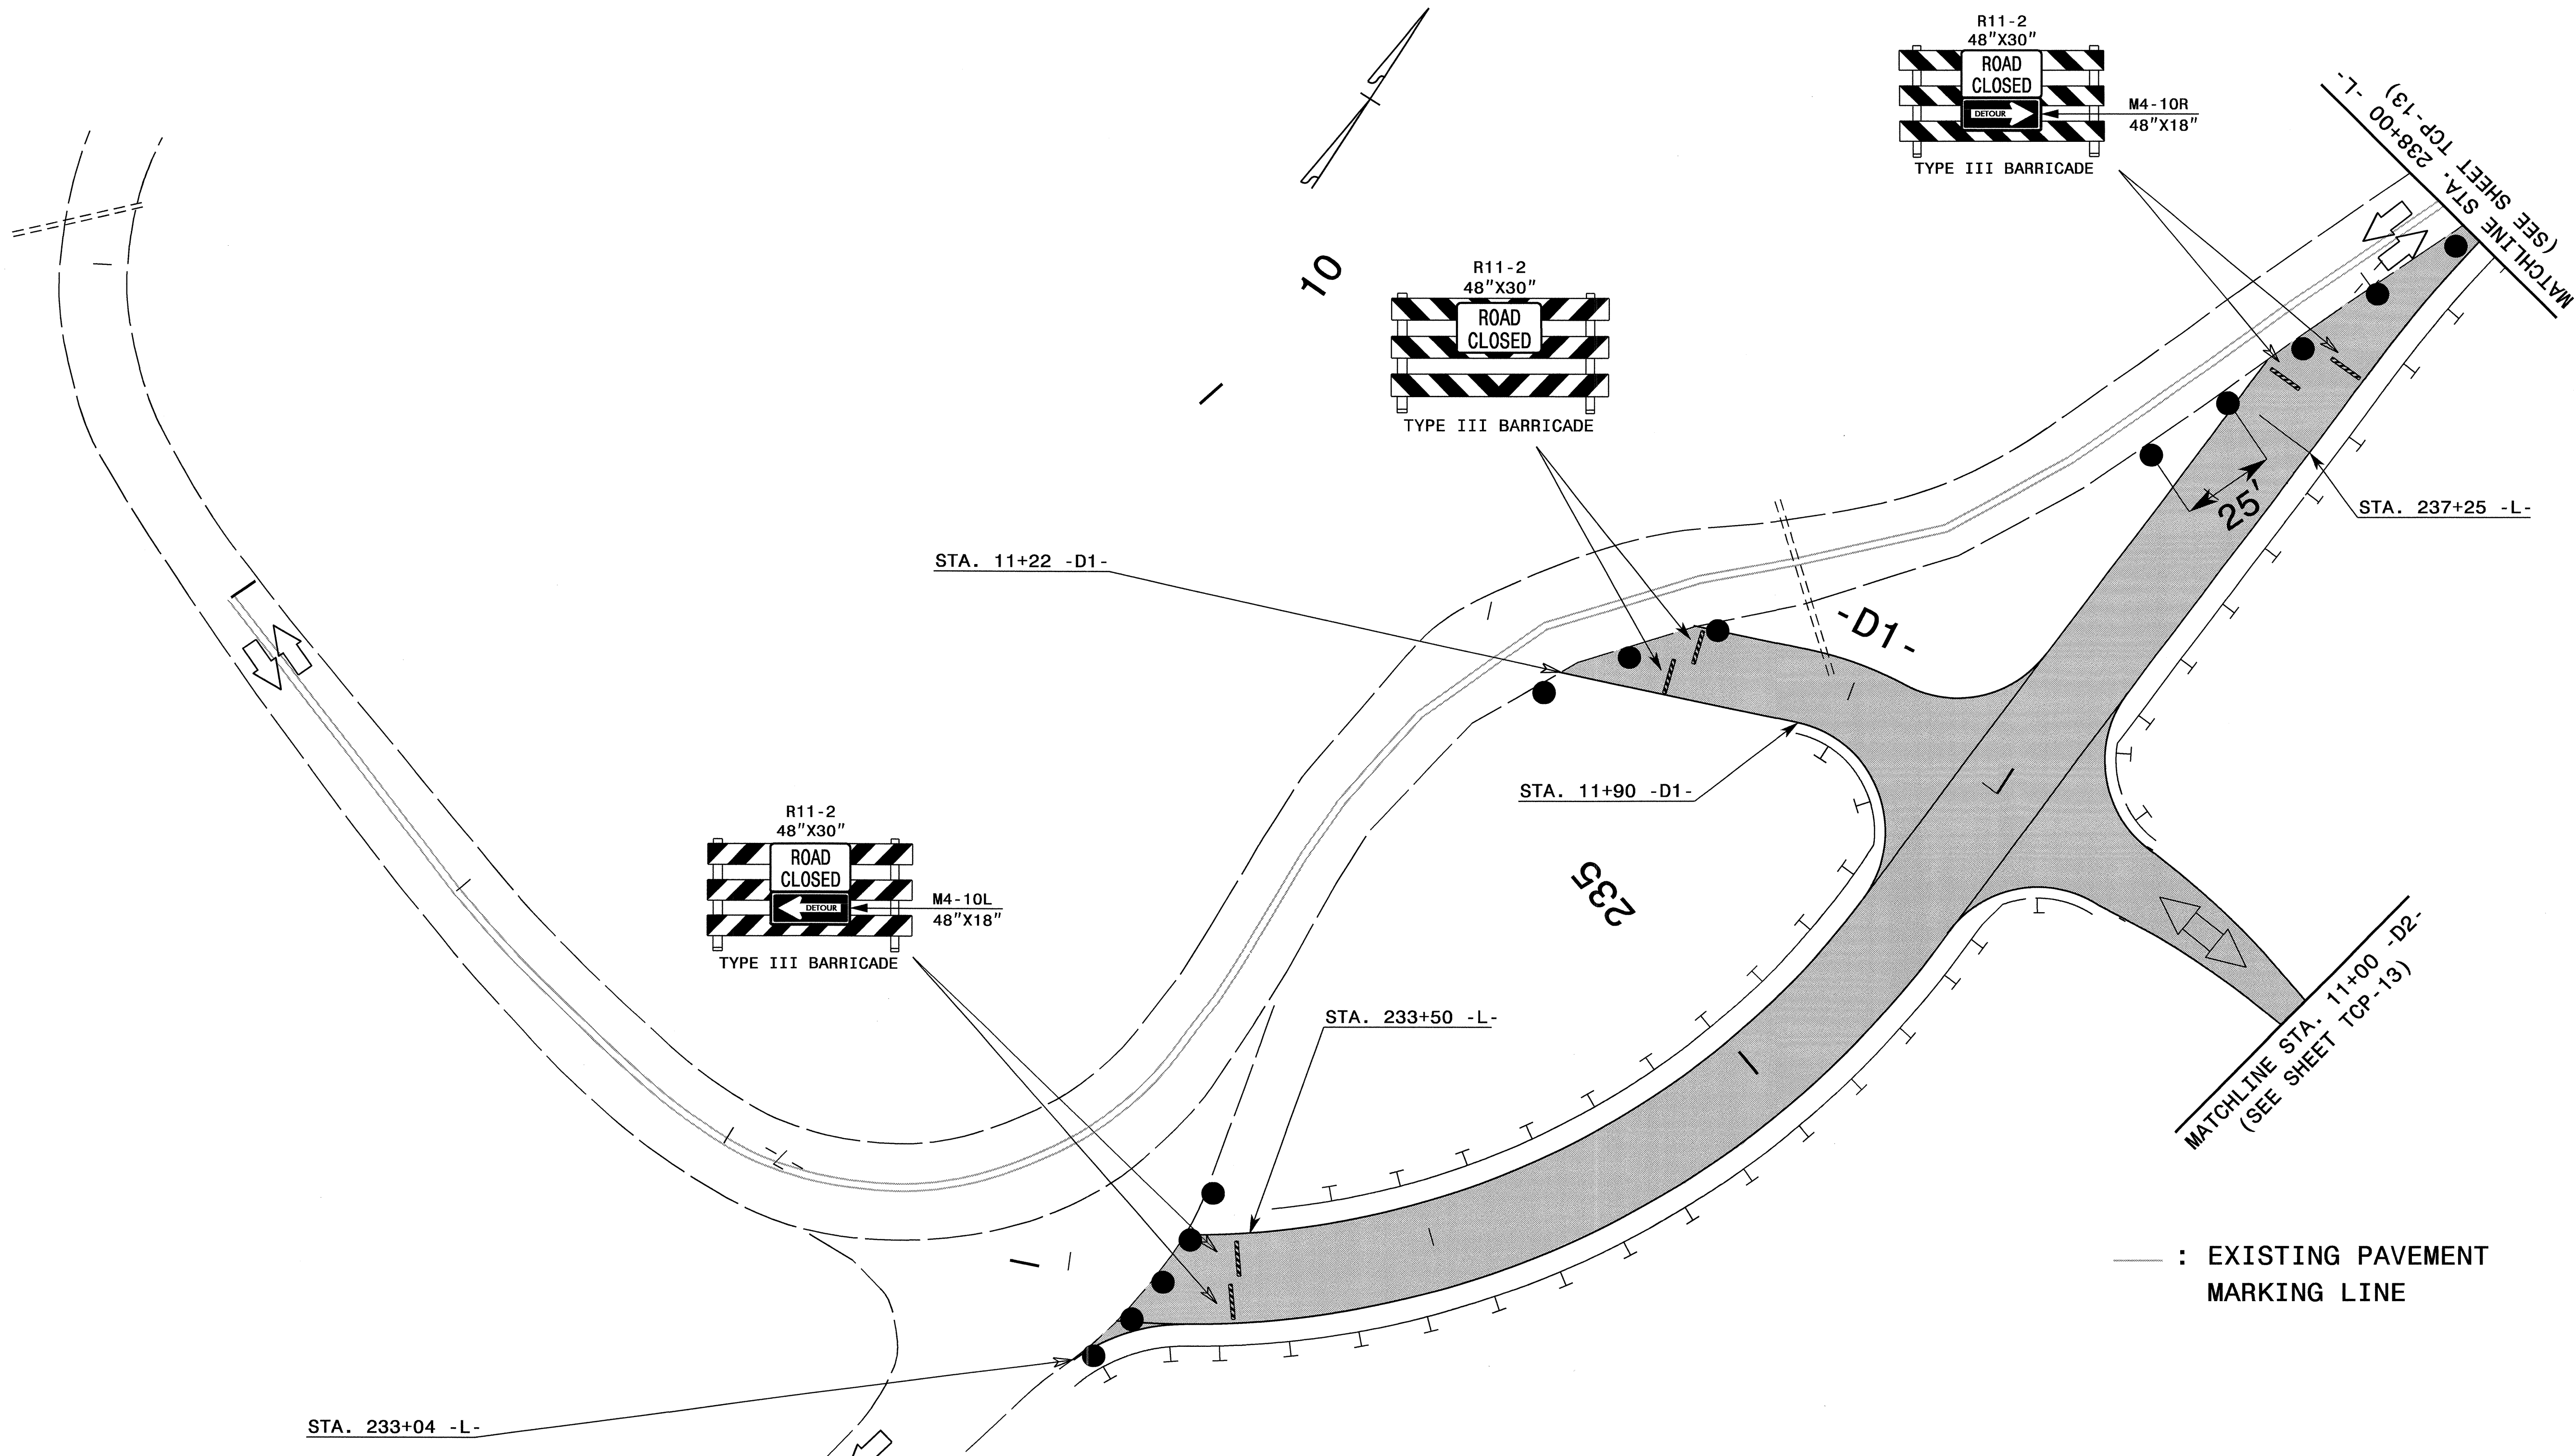 R11-2
48"X30"
ROAD
CLOSED
DETOUR
M4-10R
48"X18"
TYPE III BARRICADE
MATCHLINE STA. 238+00 -L-
(SEE SHEET TCP-13)
10
R11-2
48"X30"
ROAD
CLOSED
TYPE III BARRICADE
25'
STA. 237+25 -L-
STA. 11+22 -D1-
-D1-
STA. 11+90 -D1-
R11-2
48"X30"
ROAD
CLOSED
DETOUR
M4-10L
48"X18"
TYPE III BARRICADE
235
MATCHLINE STA. 11+00 -D2-
(SEE SHEET TCP-13)
STA. 233+50 -L-
: EXISTING PAVEMENT
MARKING LINE
STA. 233+04 -L-